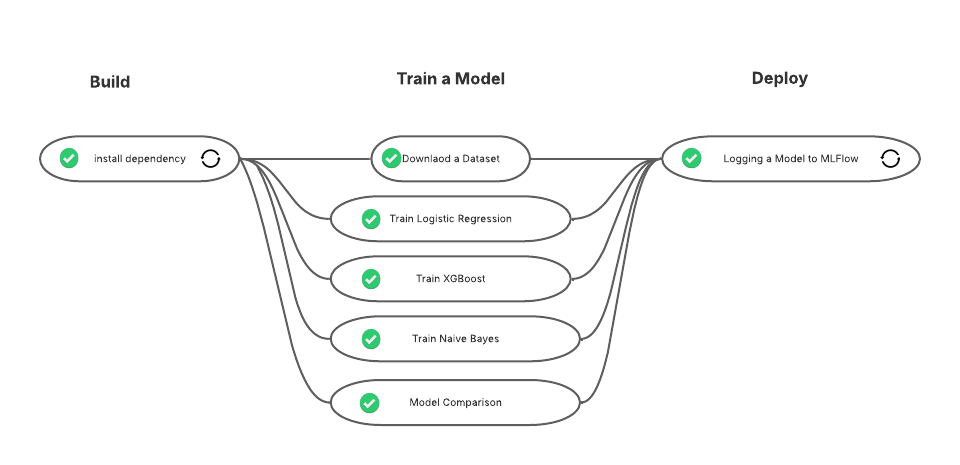 Build
Train a Model
Deploy
install dependency
Downlaod a Dataset
Logging a Model to MLFlow
Train Logistic Regression
Train XGBoost
Train Naive Bayes
Model Comparison